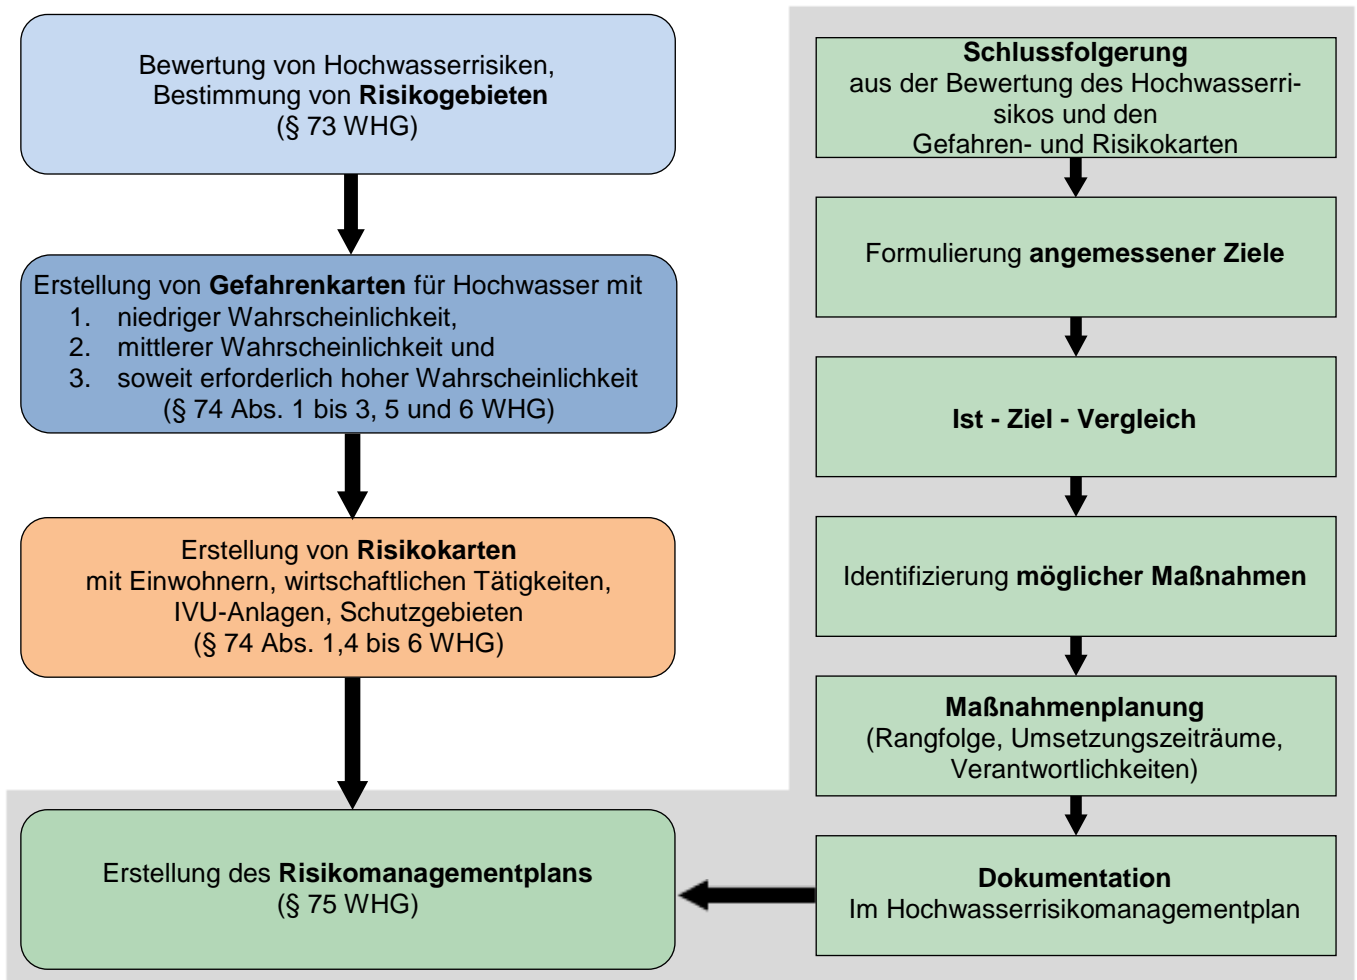 Bewertung von Hochwasserrisiken,
Bestimmung von Risikogebieten
(§ 73 WHG)
Erstellung von Gefahrenkarten für Hochwasser mit
1. niedriger Wahrscheinlichkeit,
2. mittlerer Wahrscheinlichkeit und
3. soweit erforderlich hoher Wahrscheinlichkeit
(§ 74 Abs. 1 bis 3, 5 und 6 WHG)
Erstellung von Risikokarten
mit Einwohnern, wirtschaftlichen Tätigkeiten,
IVU-Anlagen, Schutzgebieten
(§ 74 Abs. 1,4 bis 6 WHG)
Erstellung des Risikomanagementplans
(§ 75 WHG)
Schlussfolgerung
aus der Bewertung des Hochwasserri-
sikos und den
Gefahren- und Risikokarten
Formulierung angemessener Ziele
Ist - Ziel - Vergleich
Identifizierung möglicher Maßnahmen
Maßnahmenplanung
(Rangfolge, Umsetzungszeiträume,
Verantwortlichkeiten)
Dokumentation
Im Hochwasserrisikomanagementplan